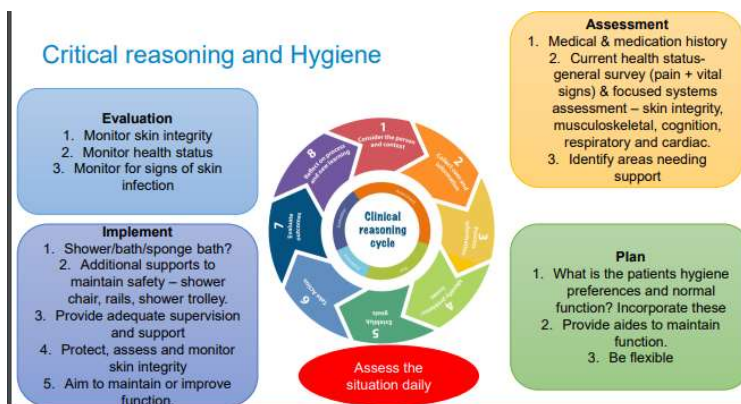 Critical reasoning and Hygiene
Assessment
1. Medical & medication history
2. Current health status-
general survey (pain + vital
signs) & focused systems
assessment – skin integrity,
musculoskeletal, cognition,
respiratory and cardiac.
3. Identify areas needing
support
Evaluation
1. Monitor skin integrity
2. Monitor health status
3. Monitor for signs of skin
infection
Implement
1. Shower/bath/sponge bath?
2. Additional supports to
maintain safety – shower
chair, rails, shower trolley.
3. Provide adequate supervision
and support
4. Protect, assess and monitor
skin integrity
5. Aim to maintain or improve
function.
1
Consider the person
and context
2
Collect cues and
information
3
Process
information
4
Identify
5
Establish
goals
6
Take Action
7
Evaluate
outcomes
8
Reflect on process
and new learning
Clinical
reasoning
cycle
Plan
1. What is the patients hygiene
preferences and normal
function? Incorporate these
2. Provide aides to maintain
function.
3. Be flexible
Assess the
situation daily